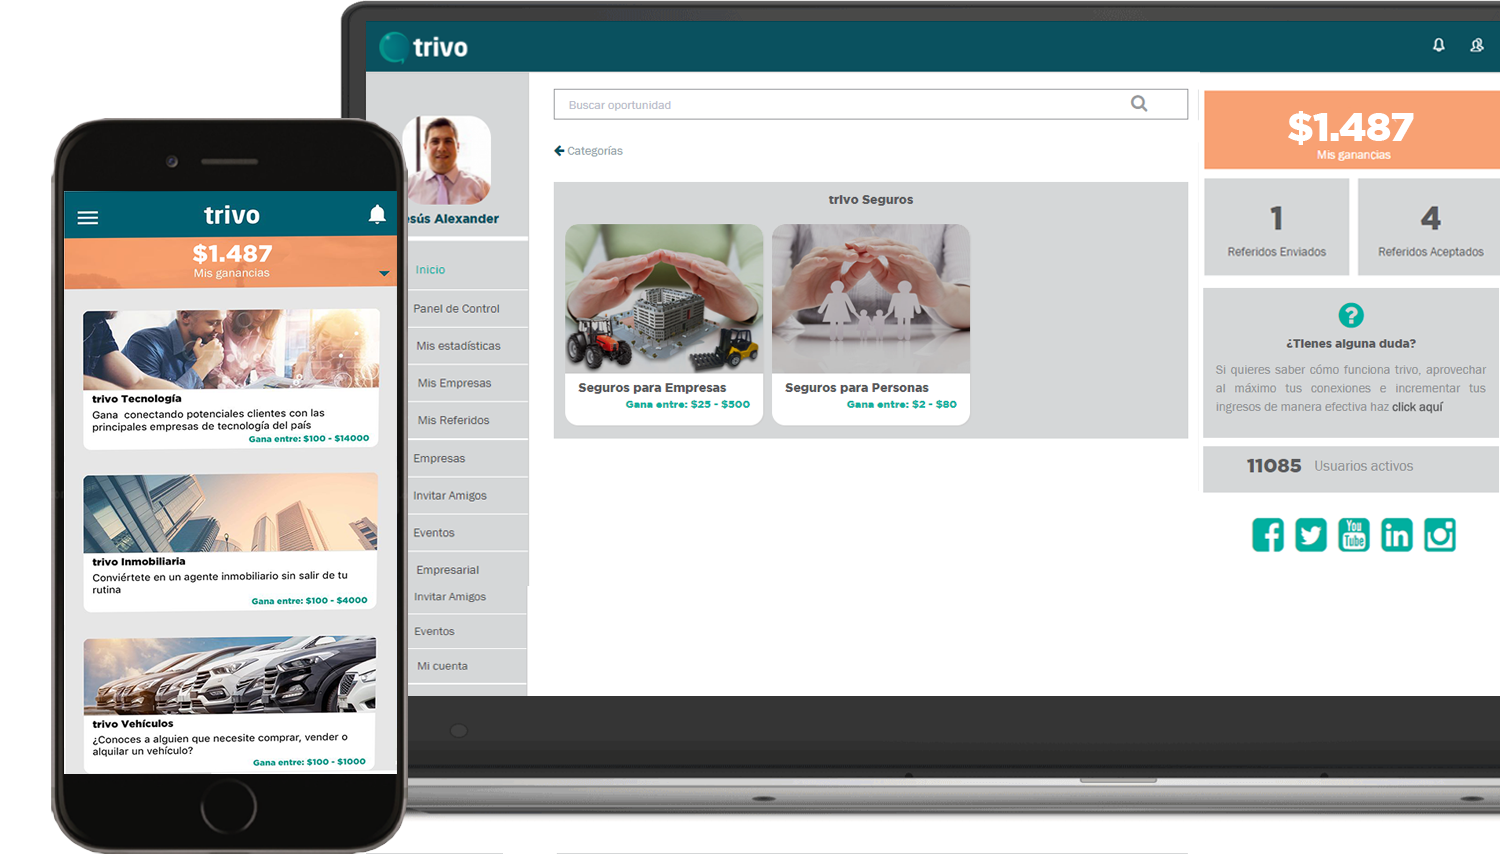 trivo
$1.487
Mis ganancias
trivo Tecnología
Gana conectando potenciales clientes con las
principales empresas de tecnología del país
Gana entre: $100 - $14000
trivo Inmobiliaria
Conviértete en un agente inmobiliario sin salir de tu
rutina
Gana entre: $100 - $4000
trivo Vehículos
¿Conoces a alguien que necesite comprar, vender o
alquilar un vehículo?
Gana entre: $100 - $1000
trivo
esús Alexander
Inicio
Panel de Control
Mis estadísticas
Mis Empresas
Mis Referidos
Empresas
Invitar Amigos
Eventos
Empresarial
Invitar Amigos
Eventos
Mi cuenta
Buscar oportunidad
Categorías
trivo Seguros
Seguros para Empresas
Gana entre: $25 - $500
Seguros para Personas
Gana entre: $2 - $80
$1.487
Mis ganancias
1
Referidos Enviados
4
Referidos Aceptados
?
¿Tienes alguna duda?
Si quieres saber cómo funciona trivo, aprovechar
al máximo tus conexiones e incrementar tus
ingresos de manera efectiva haz click aquí
11085 Usuarios activos
You
Tube
in